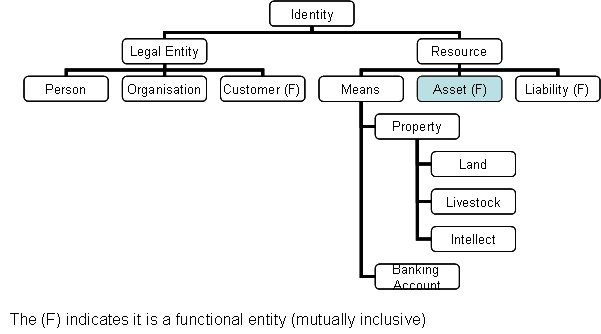 Identity
Legal Entity
Resource
Person
Organisation
Customer (F)
Means
Asset (F)
Liability (F)
Property
Land
Livestock
Intellect
Banking
Account
The (F) indicates it is a functional entity (mutually inclusive)